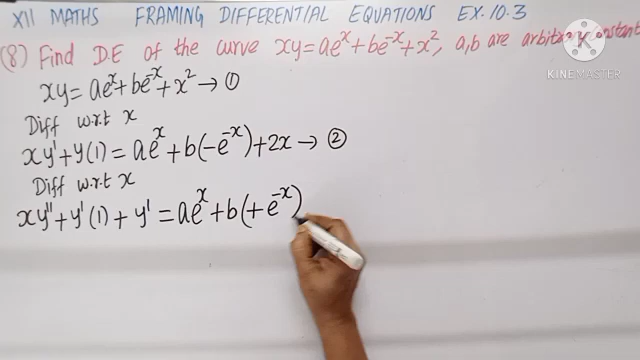 XII MATHS FRAMING DIFFERENTIAL EQUATIONS EX.10.3
(8) Find D.E of the curve xy = ae^x + be^-x + x^2, a,b are arbitrary constant
KINEMASTER
xy = ae^x + be^-x + x^2 → ①
Diff w.r.t x
xy' + y(1) = ae^x + b(-e^-x) + 2x → ②
Diff w.r.t x
xy'' + y'(1) + y' = ae^x + b(+e^-x)